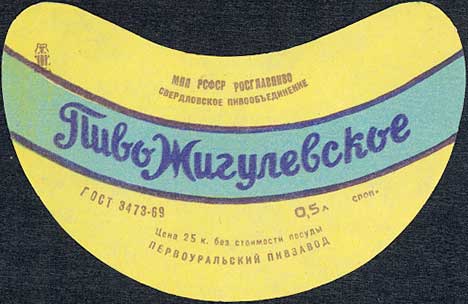 МПП РСФСР РОСГЛАВПИВО
СВЕРДЛОВСКОЕ ПИВООБЪЕДИНЕНИЕ
Пиво Жигулевское
ГОСТ 3473-69
0,5 л
СРОП-
Цена 25 к. без стоимости посуды
ПЕРВОУРАЛЬСКИЙ ПИВЗАВОД